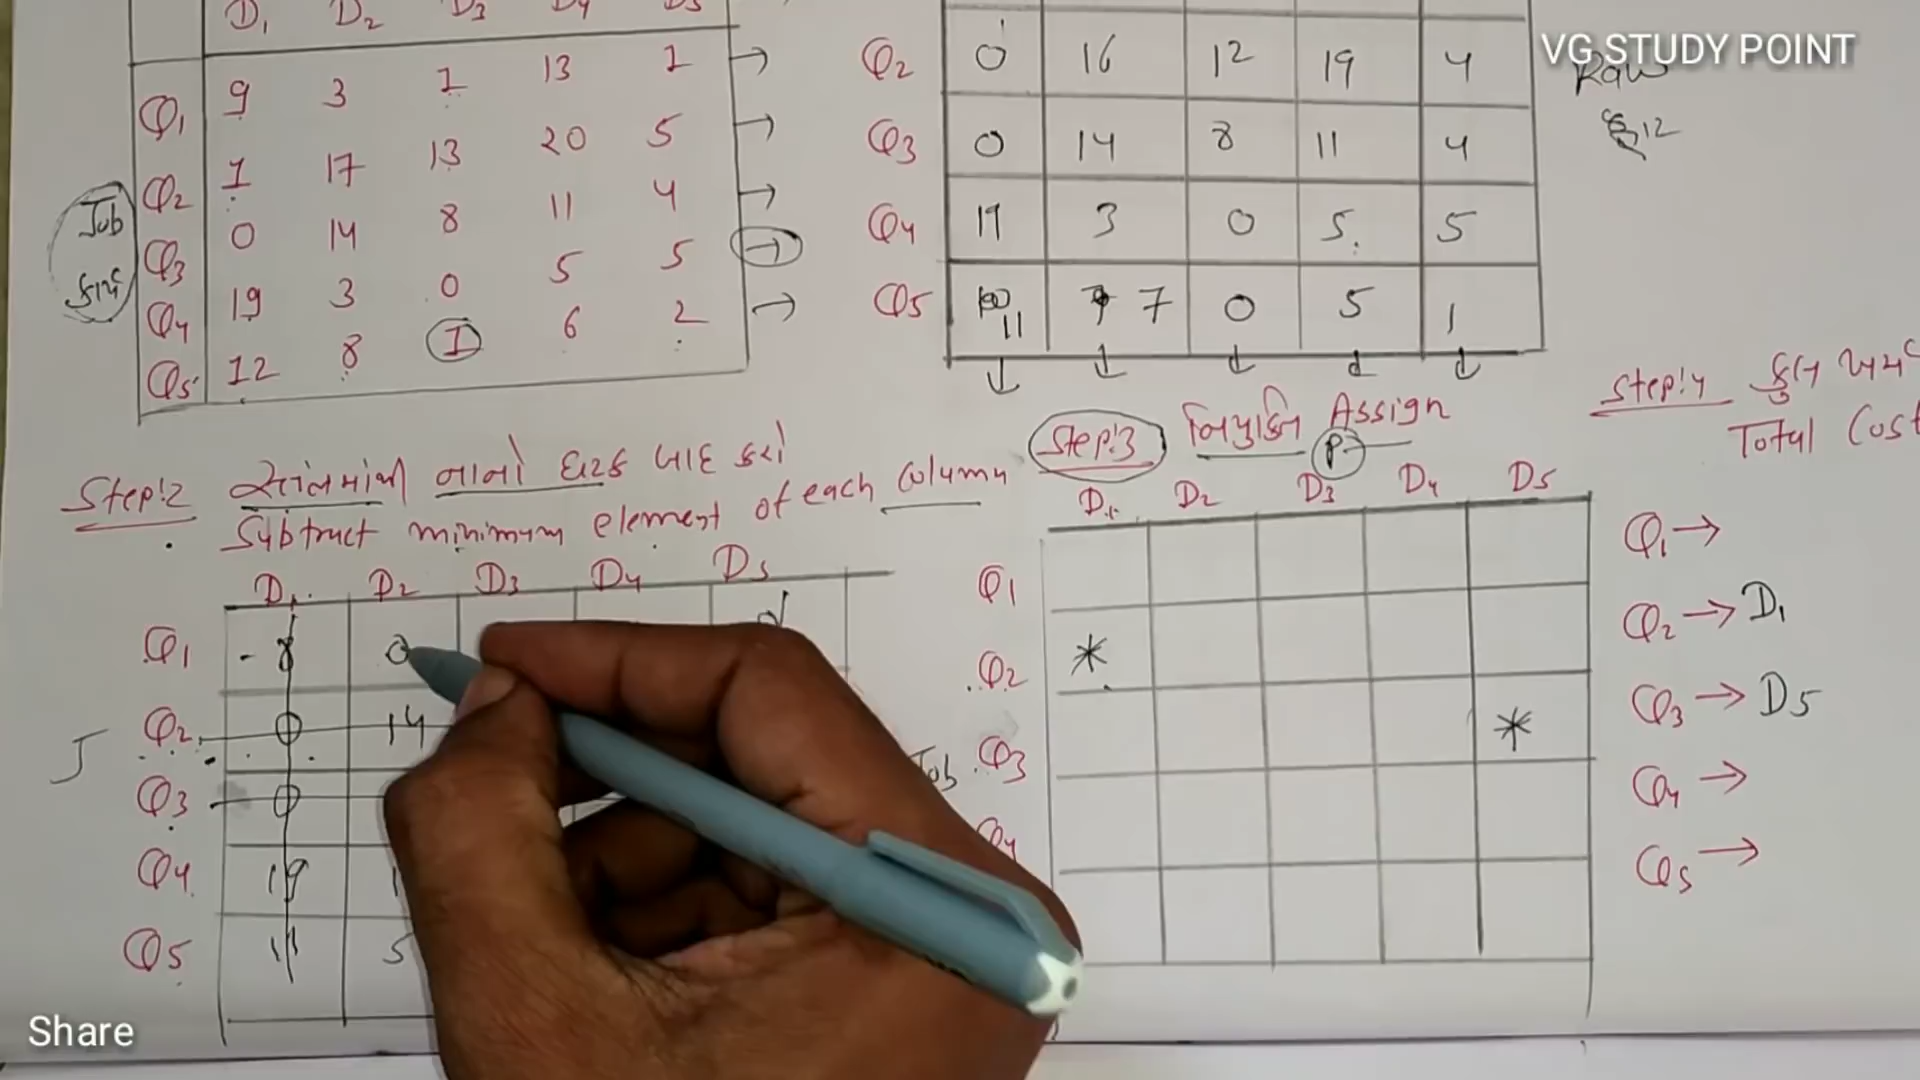 D1 D2 D3 D4 D5
Q1 9 3 1 13 1 →
Q2 1 17 13 20 5 →
Q3 0 14 8 11 4 →
Q4 19 3 0 5 5 →
Q5 12 8 1 6 2 →
Job
કાર્ય
Q2 0 16 12 19 4
Q3 0 14 8 11 4
Q4 19 3 0 5 5
Q5 11 7 0 5 1
VG STUDY POINT
Raw
હાર
Step:2
બાદ કરો
Subtract minimum element of each column
D1 D2 D3 D4 D5
Q1 8 0
Q2 0 14
Q3 0
Q4 19 1
Q5 11 5
J
Step:3 નિયુક્તિ Assign
P
D1 D2 D3 D4 D5
Q1
Q2 *
Q3 *
Q4
Job
Step:4 કુલ ખર્ચ
Total Cost
Q1 →
Q2 → D1
Q3 → D5
Q4 →
Q5 →
Share